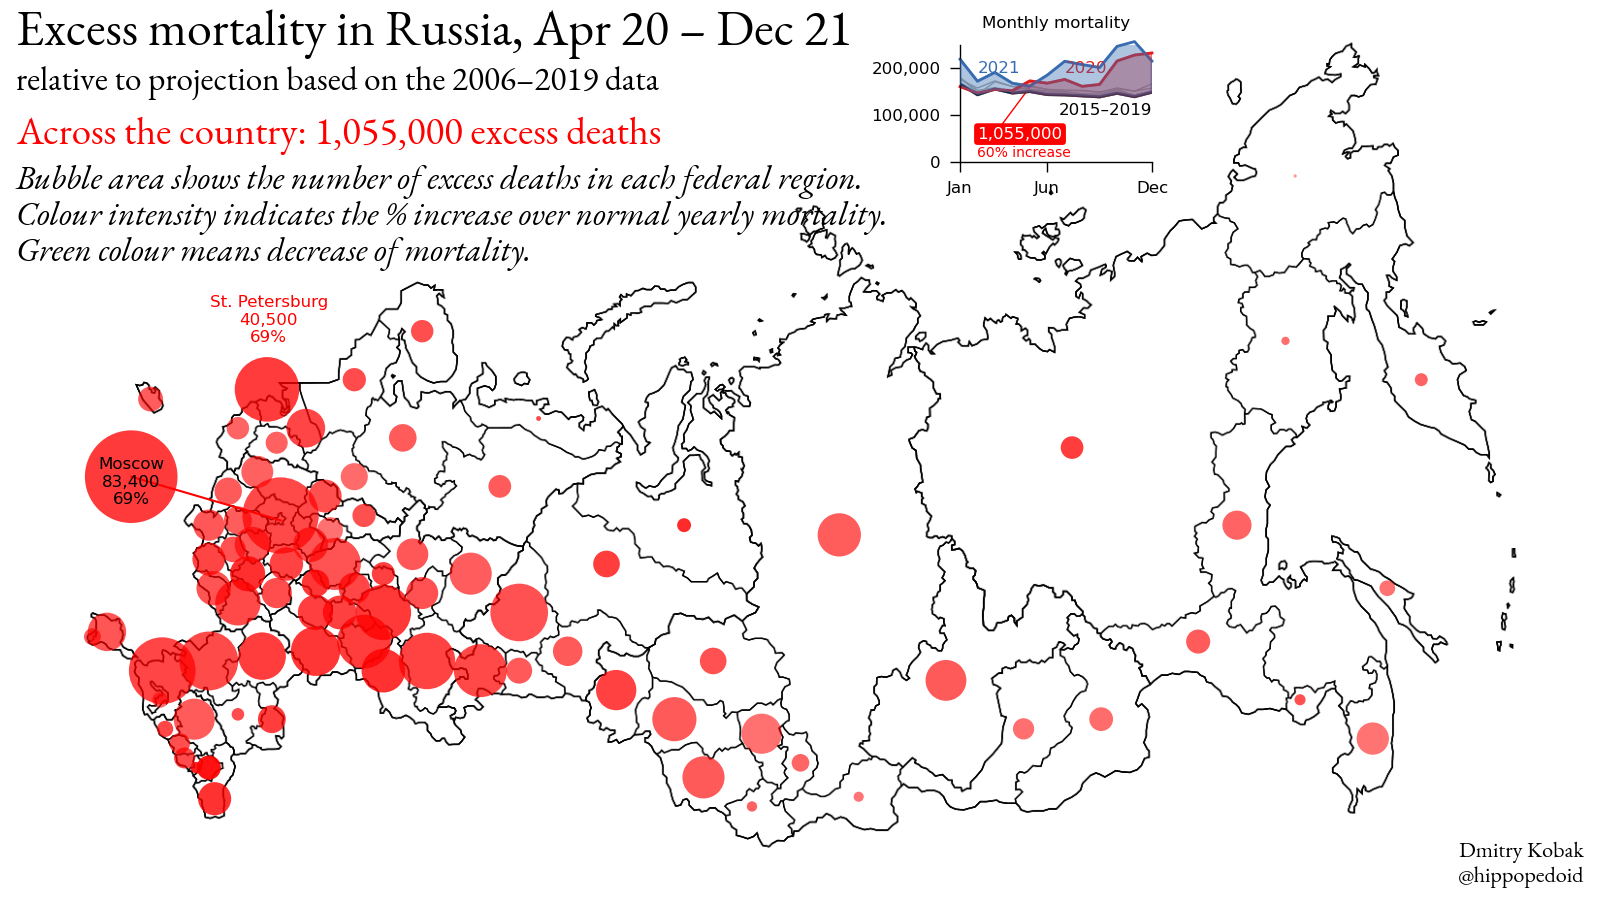 Excess mortality in Russia, Apr 20 – Dec 21
relative to projection based on the 2006–2019 data
Across the country: 1,055,000 excess deaths
Bubble area shows the number of excess deaths in each federal region.
Colour intensity indicates the % increase over normal yearly mortality.
Green colour means decrease of mortality.
Monthly mortality
200,000
100,000
0
2021
2020
2015–2019
1,055,000
60% increase
Jan
Jun
Dec
St. Petersburg
40,500
69%
Moscow
83,400
69%
Dmitry Kobak
@hippopedoid